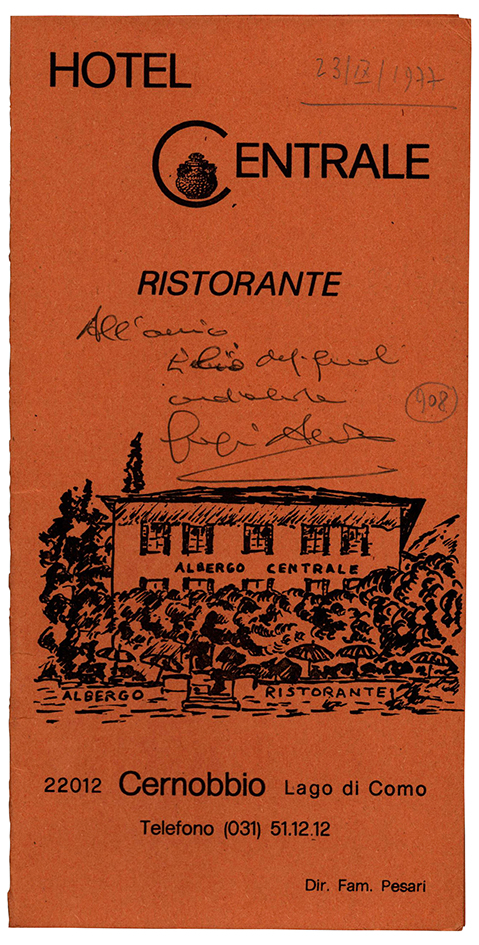 HOTEL
23/IX/1977
CENTRALE
RISTORANTE
All'amico
908
ALBERGO CENTRALE
ALBERGO
RISTORANTE
22012 Cernobbio Lago di Como
Telefono (031) 51.12.12
Dir. Fam. Pesari